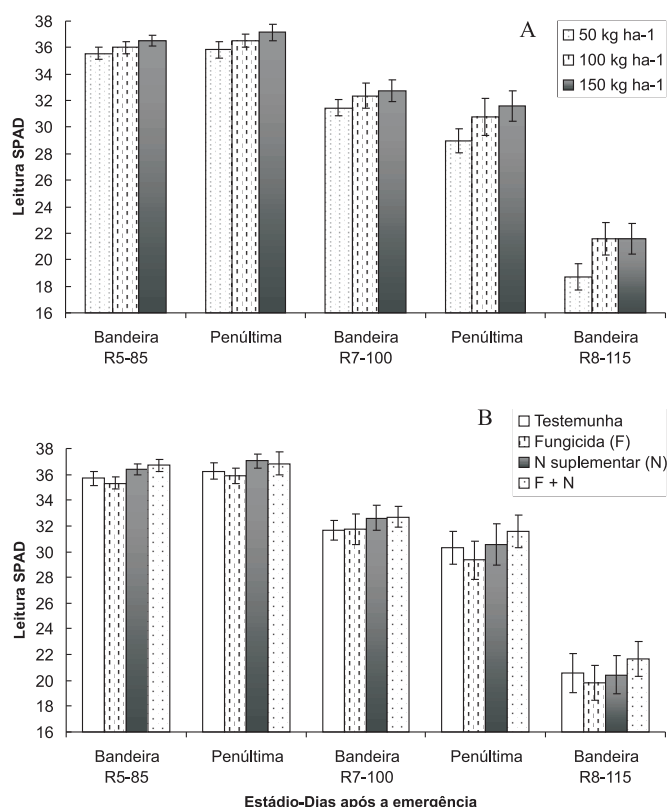 A
50 kg ha-1
100 kg ha-1
150 kg ha-1
Leitura SPAD
38
36
34
32
30
28
26
24
22
20
18
16
Bandeira Penúltima Bandeira Penúltima Bandeira
R5-85 R7-100 R8-115
B
Testemunha
Fungicida (F)
N suplementar (N)
F + N
Leitura SPAD
38
36
34
32
30
28
26
24
22
20
18
16
Bandeira Penúltima Bandeira Penúltima Bandeira
R5-85 R7-100 R8-115
Estádio-Dias após a emergência